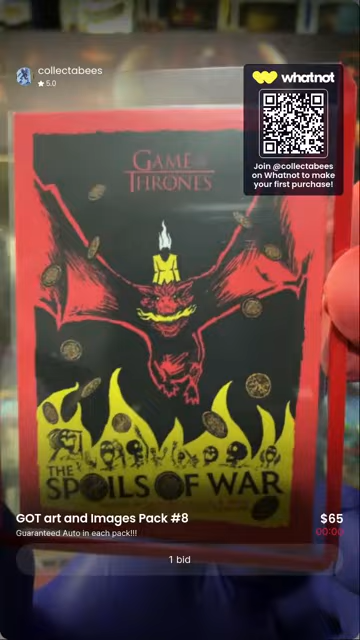 collectabees
★ 5.0
whatnot
Join @collectabees
on Whatnot to make
your first purchase!
GAME OF
THRONES
THE
SPOILS OF WAR
GOT art and Images Pack #8
$65
Guaranteed Auto in each pack!!!
00:00
1 bid